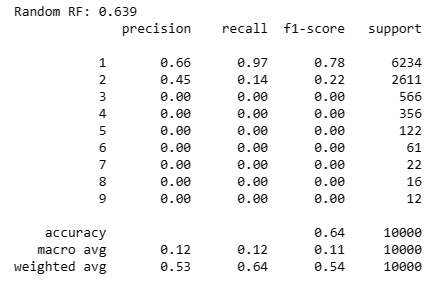 Random RF: 0.639
precision recall f1-score support
1 0.66 0.97 0.78 6234
2 0.45 0.14 0.22 2611
3 0.00 0.00 0.00 566
4 0.00 0.00 0.00 356
5 0.00 0.00 0.00 122
6 0.00 0.00 0.00 61
7 0.00 0.00 0.00 22
8 0.00 0.00 0.00 16
9 0.00 0.00 0.00 12
accuracy 0.64 10000
macro avg 0.12 0.12 0.11 10000
weighted avg 0.53 0.64 0.54 10000